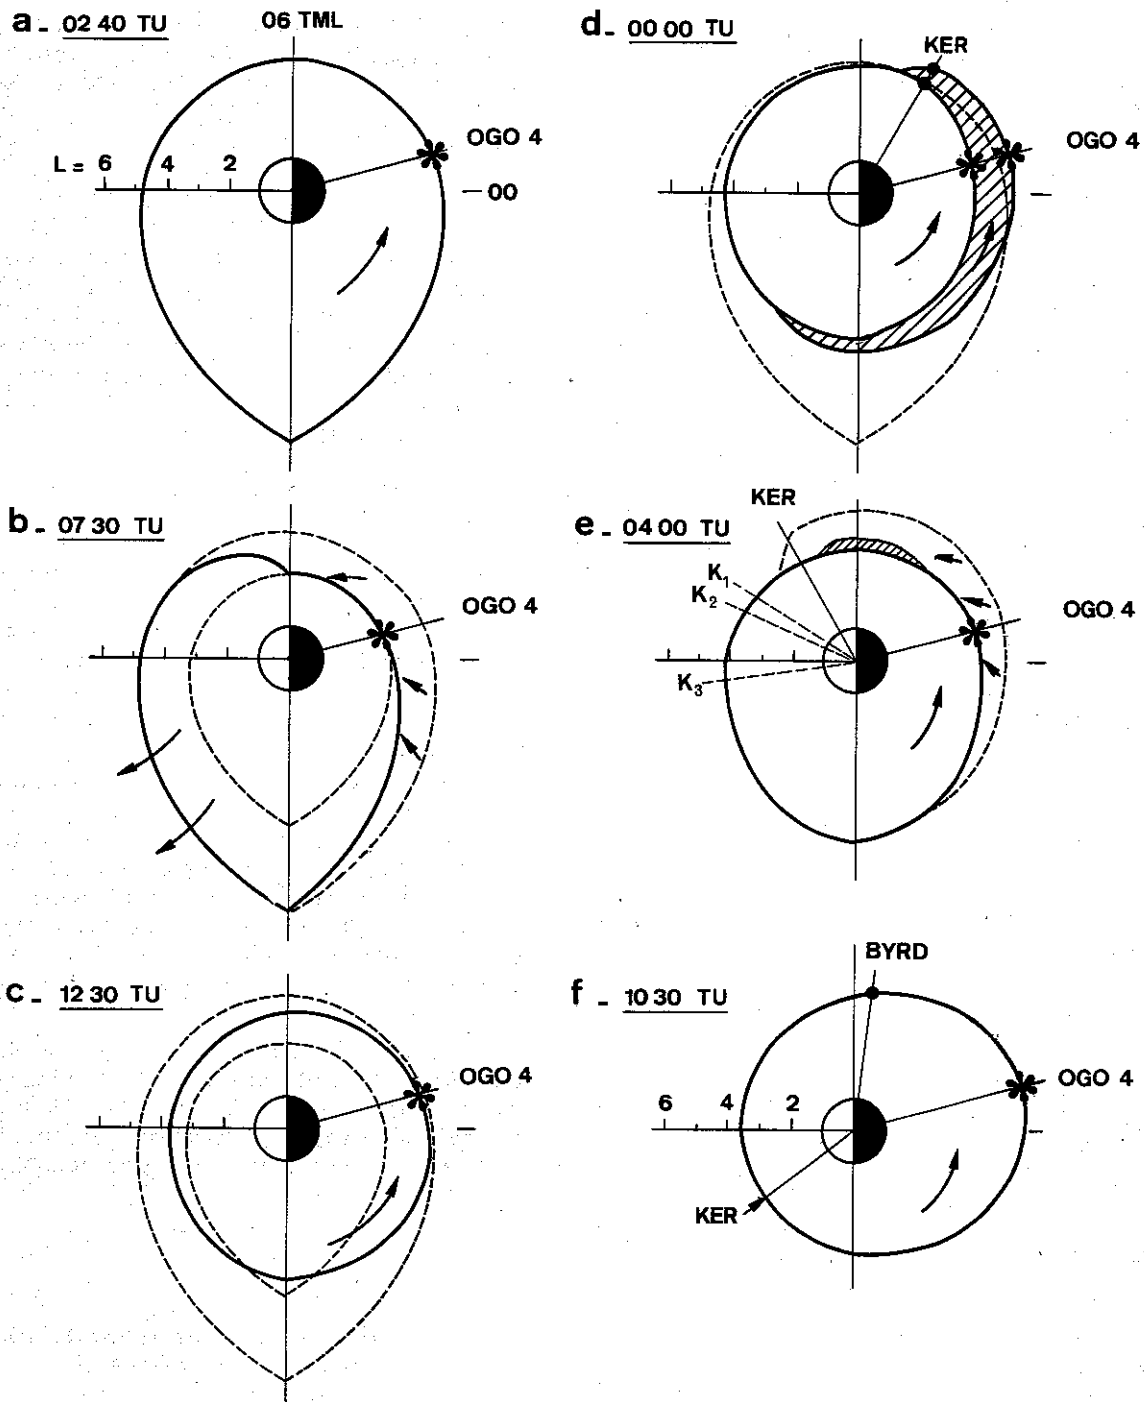 a - 02 40 TU
06 TML
OGO 4
L = 6 4 2
00
b - 07 30 TU
OGO 4
c - 12 30 TU
OGO 4
d - 00 00 TU
KER
OGO 4
e - 04 00 TU
KER
K1
K2
K3
OGO 4
f - 10 30 TU
BYRD
OGO 4
6 4 2
KER